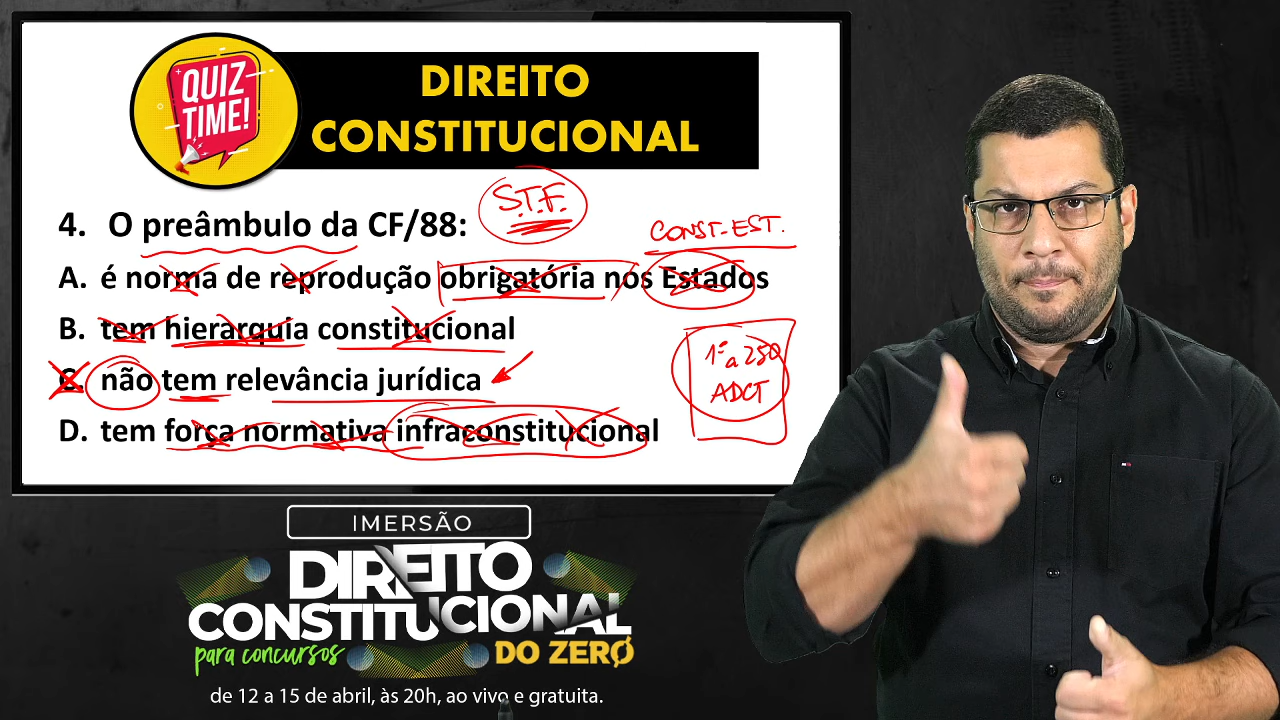 QUIZ
TIME!
DIREITO
CONSTITUCIONAL
S.T.F.
4. O preâmbulo da CF/88:
CONST. EST.
A. é norma de reprodução obrigatória nos Estados
B. tem hierarquia constitucional
1º a 250
ADCT
C. não tem relevância jurídica
D. tem força normativa infraconstitucional
IMERSÃO
DIREITO
CONSTITUCIONAL
para concursos DO ZERO
de 12 a 15 de abril, às 20h, ao vivo e gratuita.